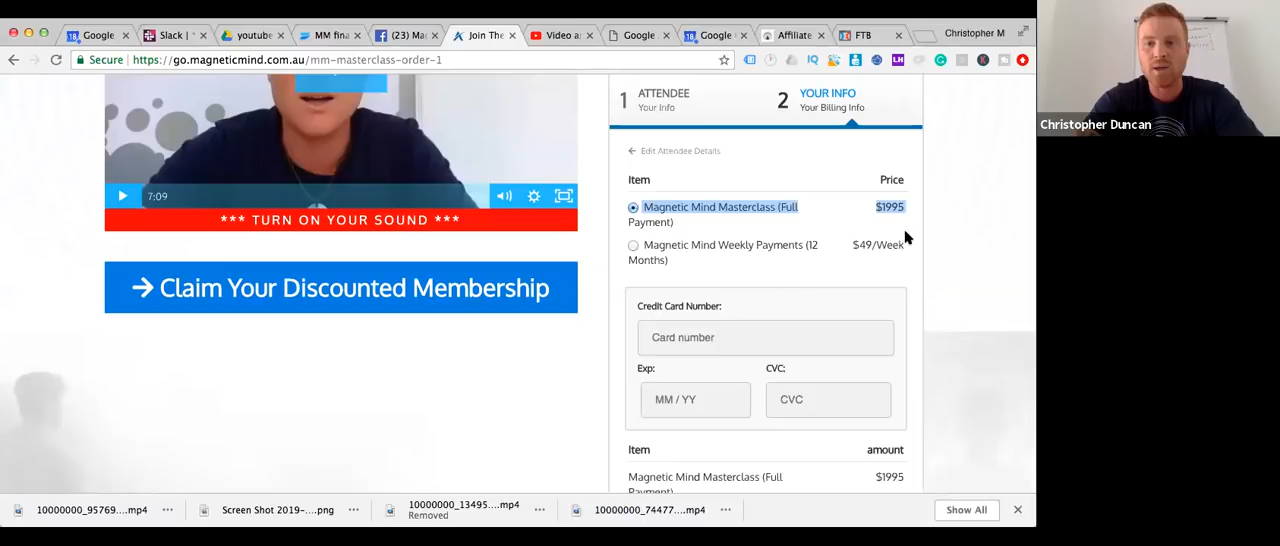 Google
Slack | "
youtube
MM fina
(23) Ma
Join The
Video a
Google
Google
Affiliate
FTB
Christopher M
Secure
https://go.magneticmind.com.au/mm-masterclass-order-1
7:09
*** TURN ON YOUR SOUND ***
→ Claim Your Discounted Membership
1 ATTENDEE
Your Info
2 YOUR INFO
Your Billing Info
← Edit Attendee Details
Item Price
Magnetic Mind Masterclass (Full $1995
Payment)
Magnetic Mind Weekly Payments (12 $49/Week
Months)
Credit Card Number:
Card number
Exp: CVC:
MM / YY CVC
Item amount
Magnetic Mind Masterclass (Full $1995
Payment)
10000000_95769....mp4
Screen Shot 2019-....png
10000000_13495....mp4
Removed
10000000_74477....mp4
Show All
Christopher Duncan